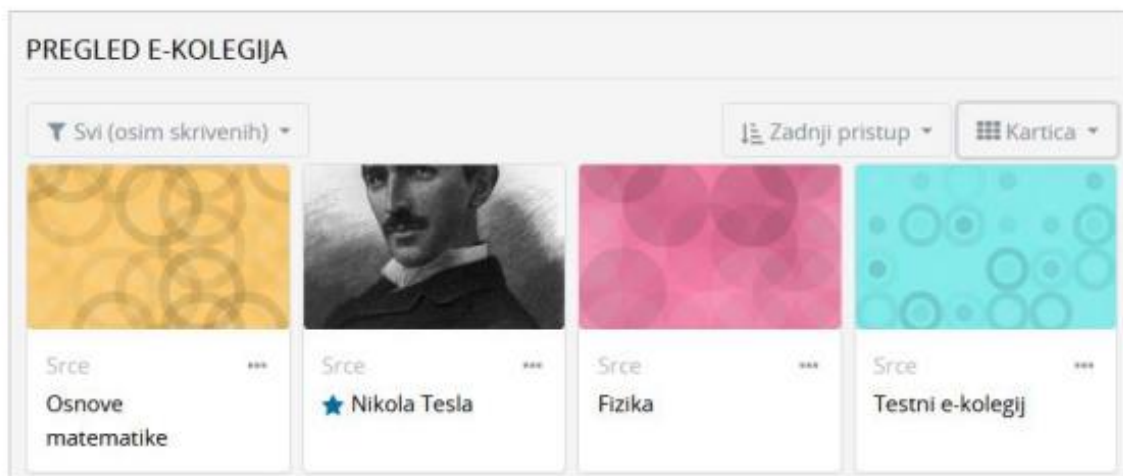 PREGLED E-KOLEGIJA
Svi (osim skrivenih)
Zadnji pristup
Kartica
Srce
Osnove
matematike
Srce
Nikola Tesla
Srce
Fizika
Srce
Testni e-kolegij